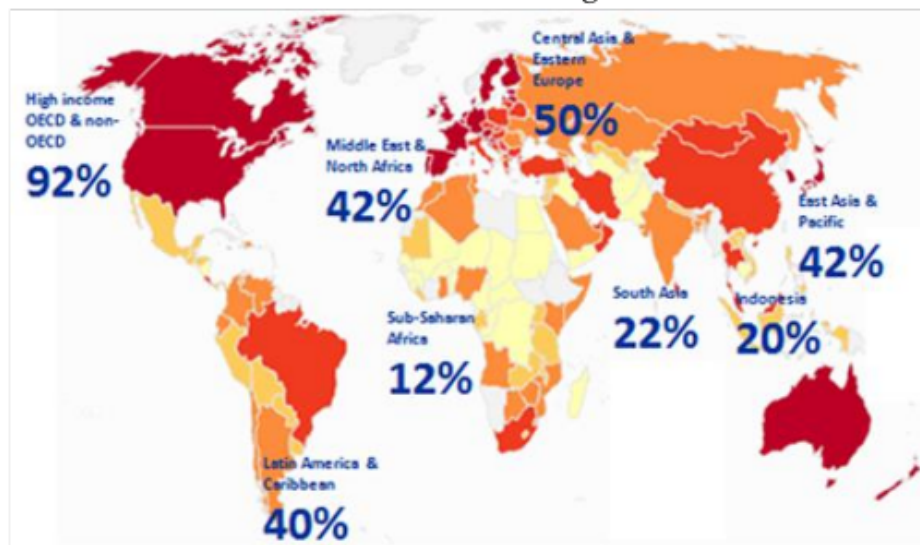 High income
OECD & non-
OECD
92%
Central Asia &
Eastern
Europe
50%
Middle East &
North Africa
42%
East Asia &
Pacific
42%
South Asia
22%
Indonesia
20%
Sub-Saharan
Africa
12%
Latin America &
Caribbean
40%